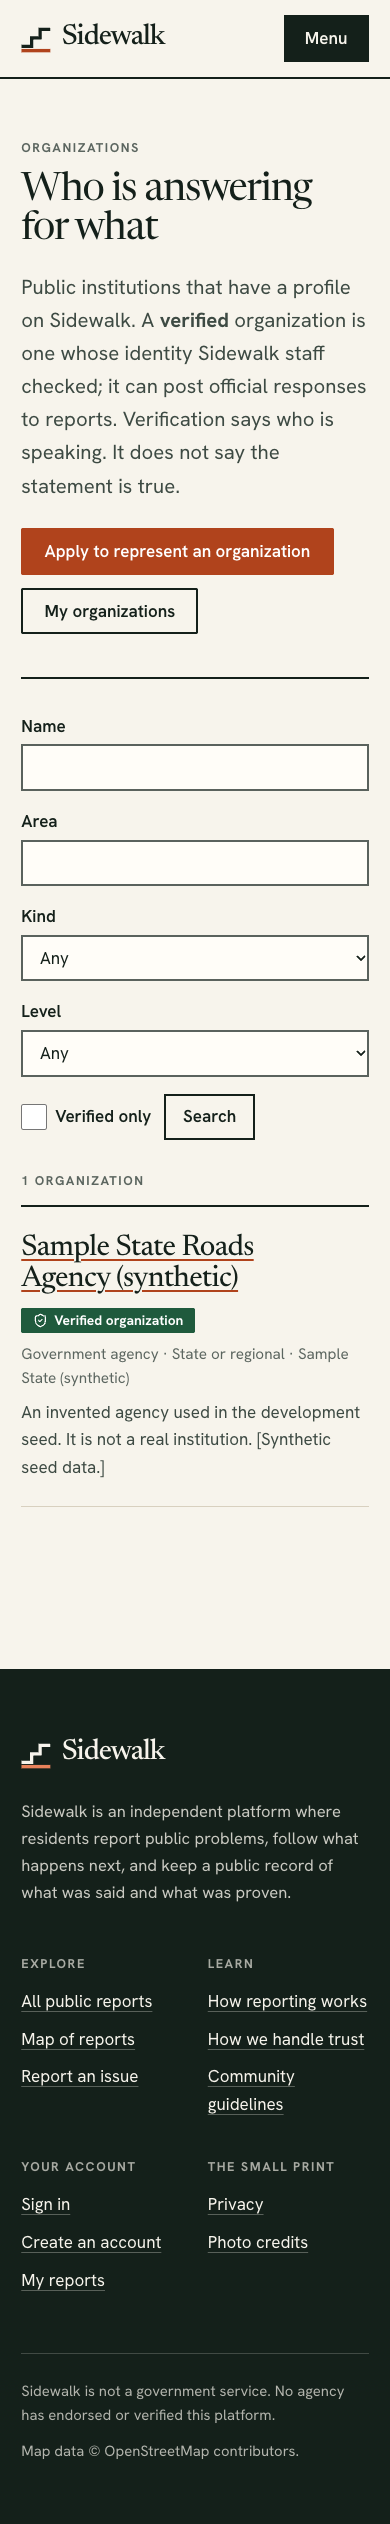 Sidewalk
Menu
ORGANIZATIONS
Who is answering
for what
Public institutions that have a profile
on Sidewalk. A verified organization is
one whose identity Sidewalk staff
checked; it can post official responses
to reports. Verification says who is
speaking. It does not say the
statement is true.
Apply to represent an organization
My organizations
Name
Area
Kind
Any
Level
Any
Verified only
Search
1 ORGANIZATION
Sample State Roads
Agency (synthetic)
Verified organization
Government agency · State or regional · Sample
State (synthetic)
An invented agency used in the development
seed. It is not a real institution. [Synthetic
seed data.]
Sidewalk
Sidewalk is an independent platform where
residents report public problems, follow what
happens next, and keep a public record of
what was said and what was proven.
EXPLORE
All public reports
Map of reports
Report an issue
LEARN
How reporting works
How we handle trust
Community
guidelines
YOUR ACCOUNT
Sign in
Create an account
My reports
THE SMALL PRINT
Privacy
Photo credits
Sidewalk is not a government service. No agency
has endorsed or verified this platform.
Map data © OpenStreetMap contributors.